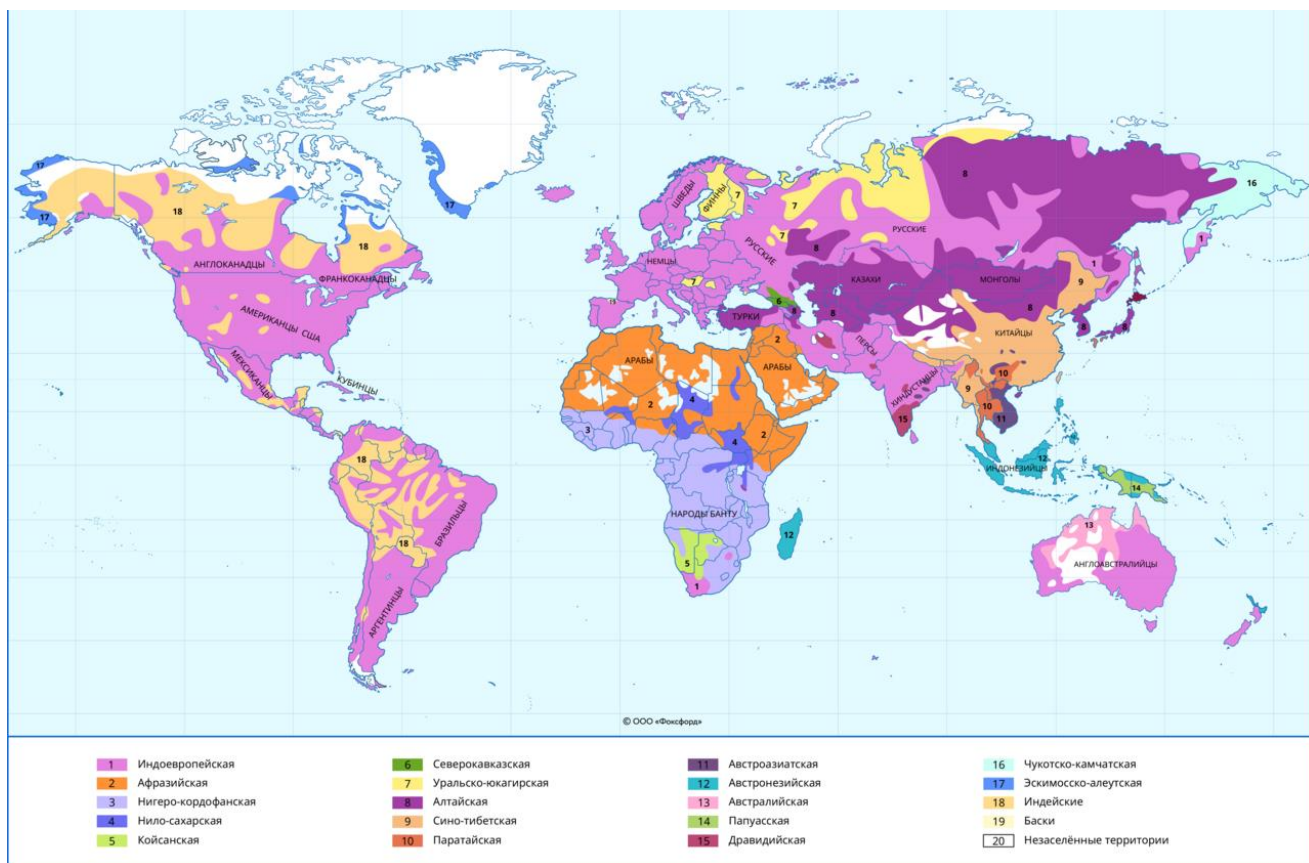 17
17
18
18
17
АНГЛОКАНАДЦЫ
ФРАНКОКАНАДЦЫ
АМЕРИКАНЦЫ США
МЕКСИКАНЦЫ
КУБИНЦЫ
18
18
БРАЗИЛЬЦЫ
АРГЕНТИНЦЫ
ШВЕДЫ
ФИННЫ
7
7
7
НЕМЦЫ
РУССКИЕ
РУССКИЕ
8
16
1
8
КАЗАХИ
МОНГОЛЫ
1
9
7
19
6
8
8
8
8
8
ТУРКИ
КИТАЙЦЫ
ПЕРСЫ
АРАБЫ
2
АРАБЫ
ХИНДУСТАНЦЫ
10
9
10
11
15
4
2
3
4
2
12
ИНДОНЕЗИЙЦЫ
14
НАРОДЫ БАНТУ
12
13
5
1
АНГЛОАВСТРАЛИЙЦЫ
© ООО «Фоксфорд»
1 Индоевропейская
2 Афразийская
3 Нигеро-кордофанская
4 Нило-сахарская
5 Койсанская
6 Северокавказская
7 Уральско-юкагирская
8 Алтайская
9 Сино-тибетская
10 Паратайская
11 Австроазиатская
12 Австронезийская
13 Австралийская
14 Папуасская
15 Дравидийская
16 Чукотско-камчатская
17 Эскимосско-алеутская
18 Индейские
19 Баски
20 Незаселённые территории